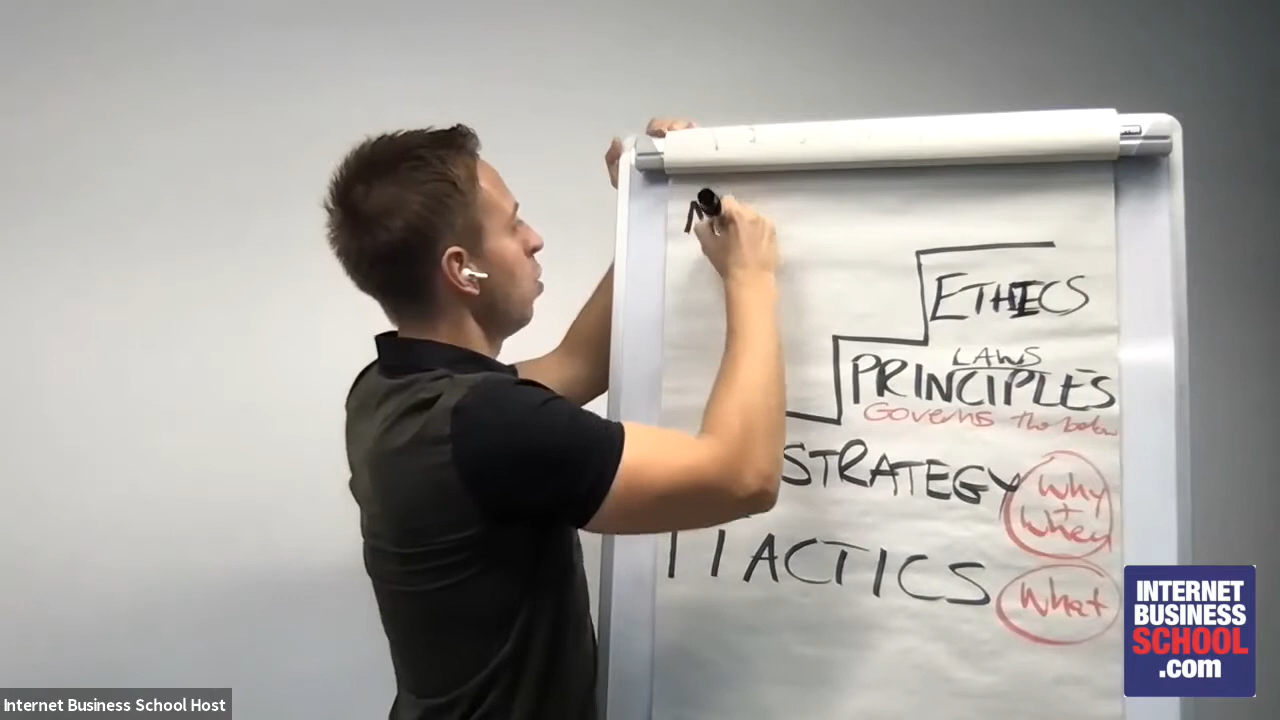 ETHICS
LAWS
PRINCIPLES
Governs the below
STRATEGY
Why
+
When
TACTICS
What
INTERNET
BUSINESS
SCHOOL
.com
Internet Business School Host